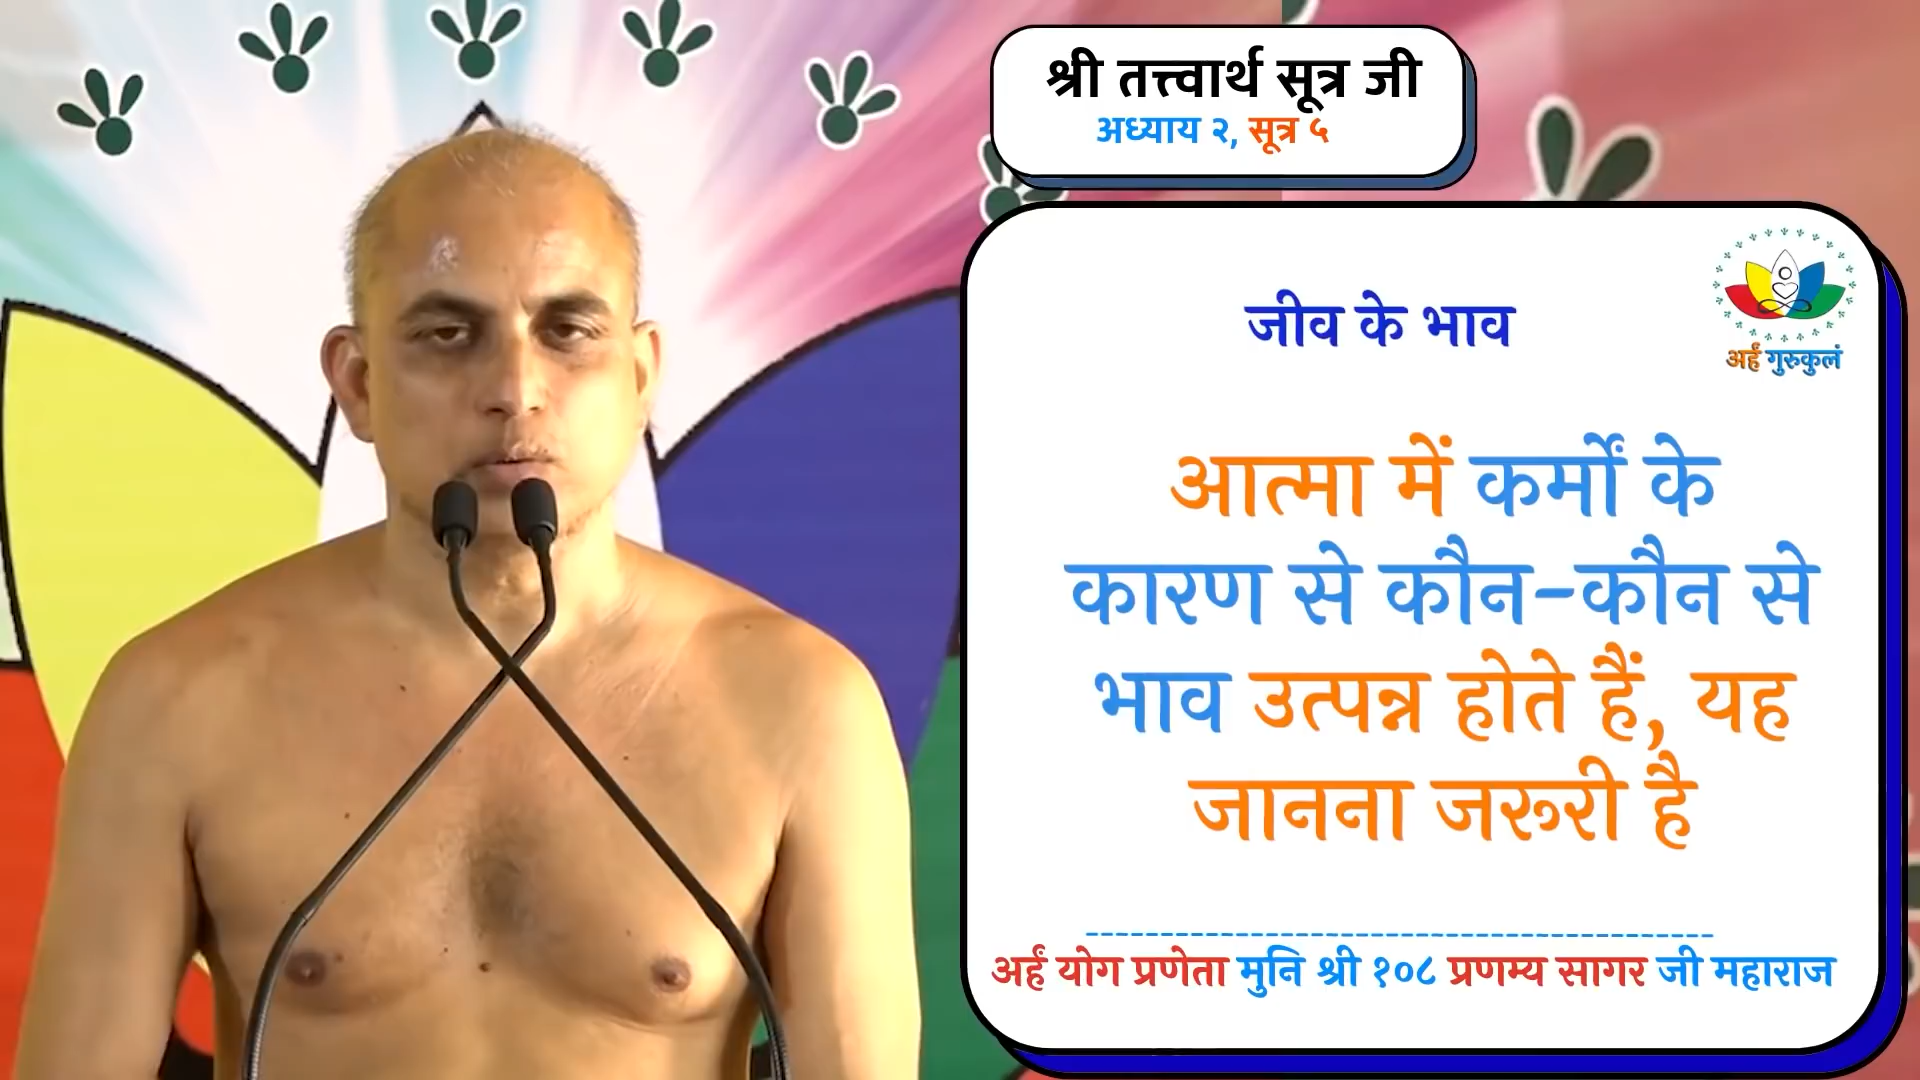 श्री तत्त्वार्थ सूत्र जी
अध्याय २, सूत्र ५
जीव के भाव
अर्हं गुरुकुलं
आत्मा में कर्मों के
कारण से कौन-कौन से
भाव उत्पन्न होते हैं, यह
जानना जरूरी है
अर्हं योग प्रणेता मुनि श्री १०८ प्रणम्य सागर जी महाराज